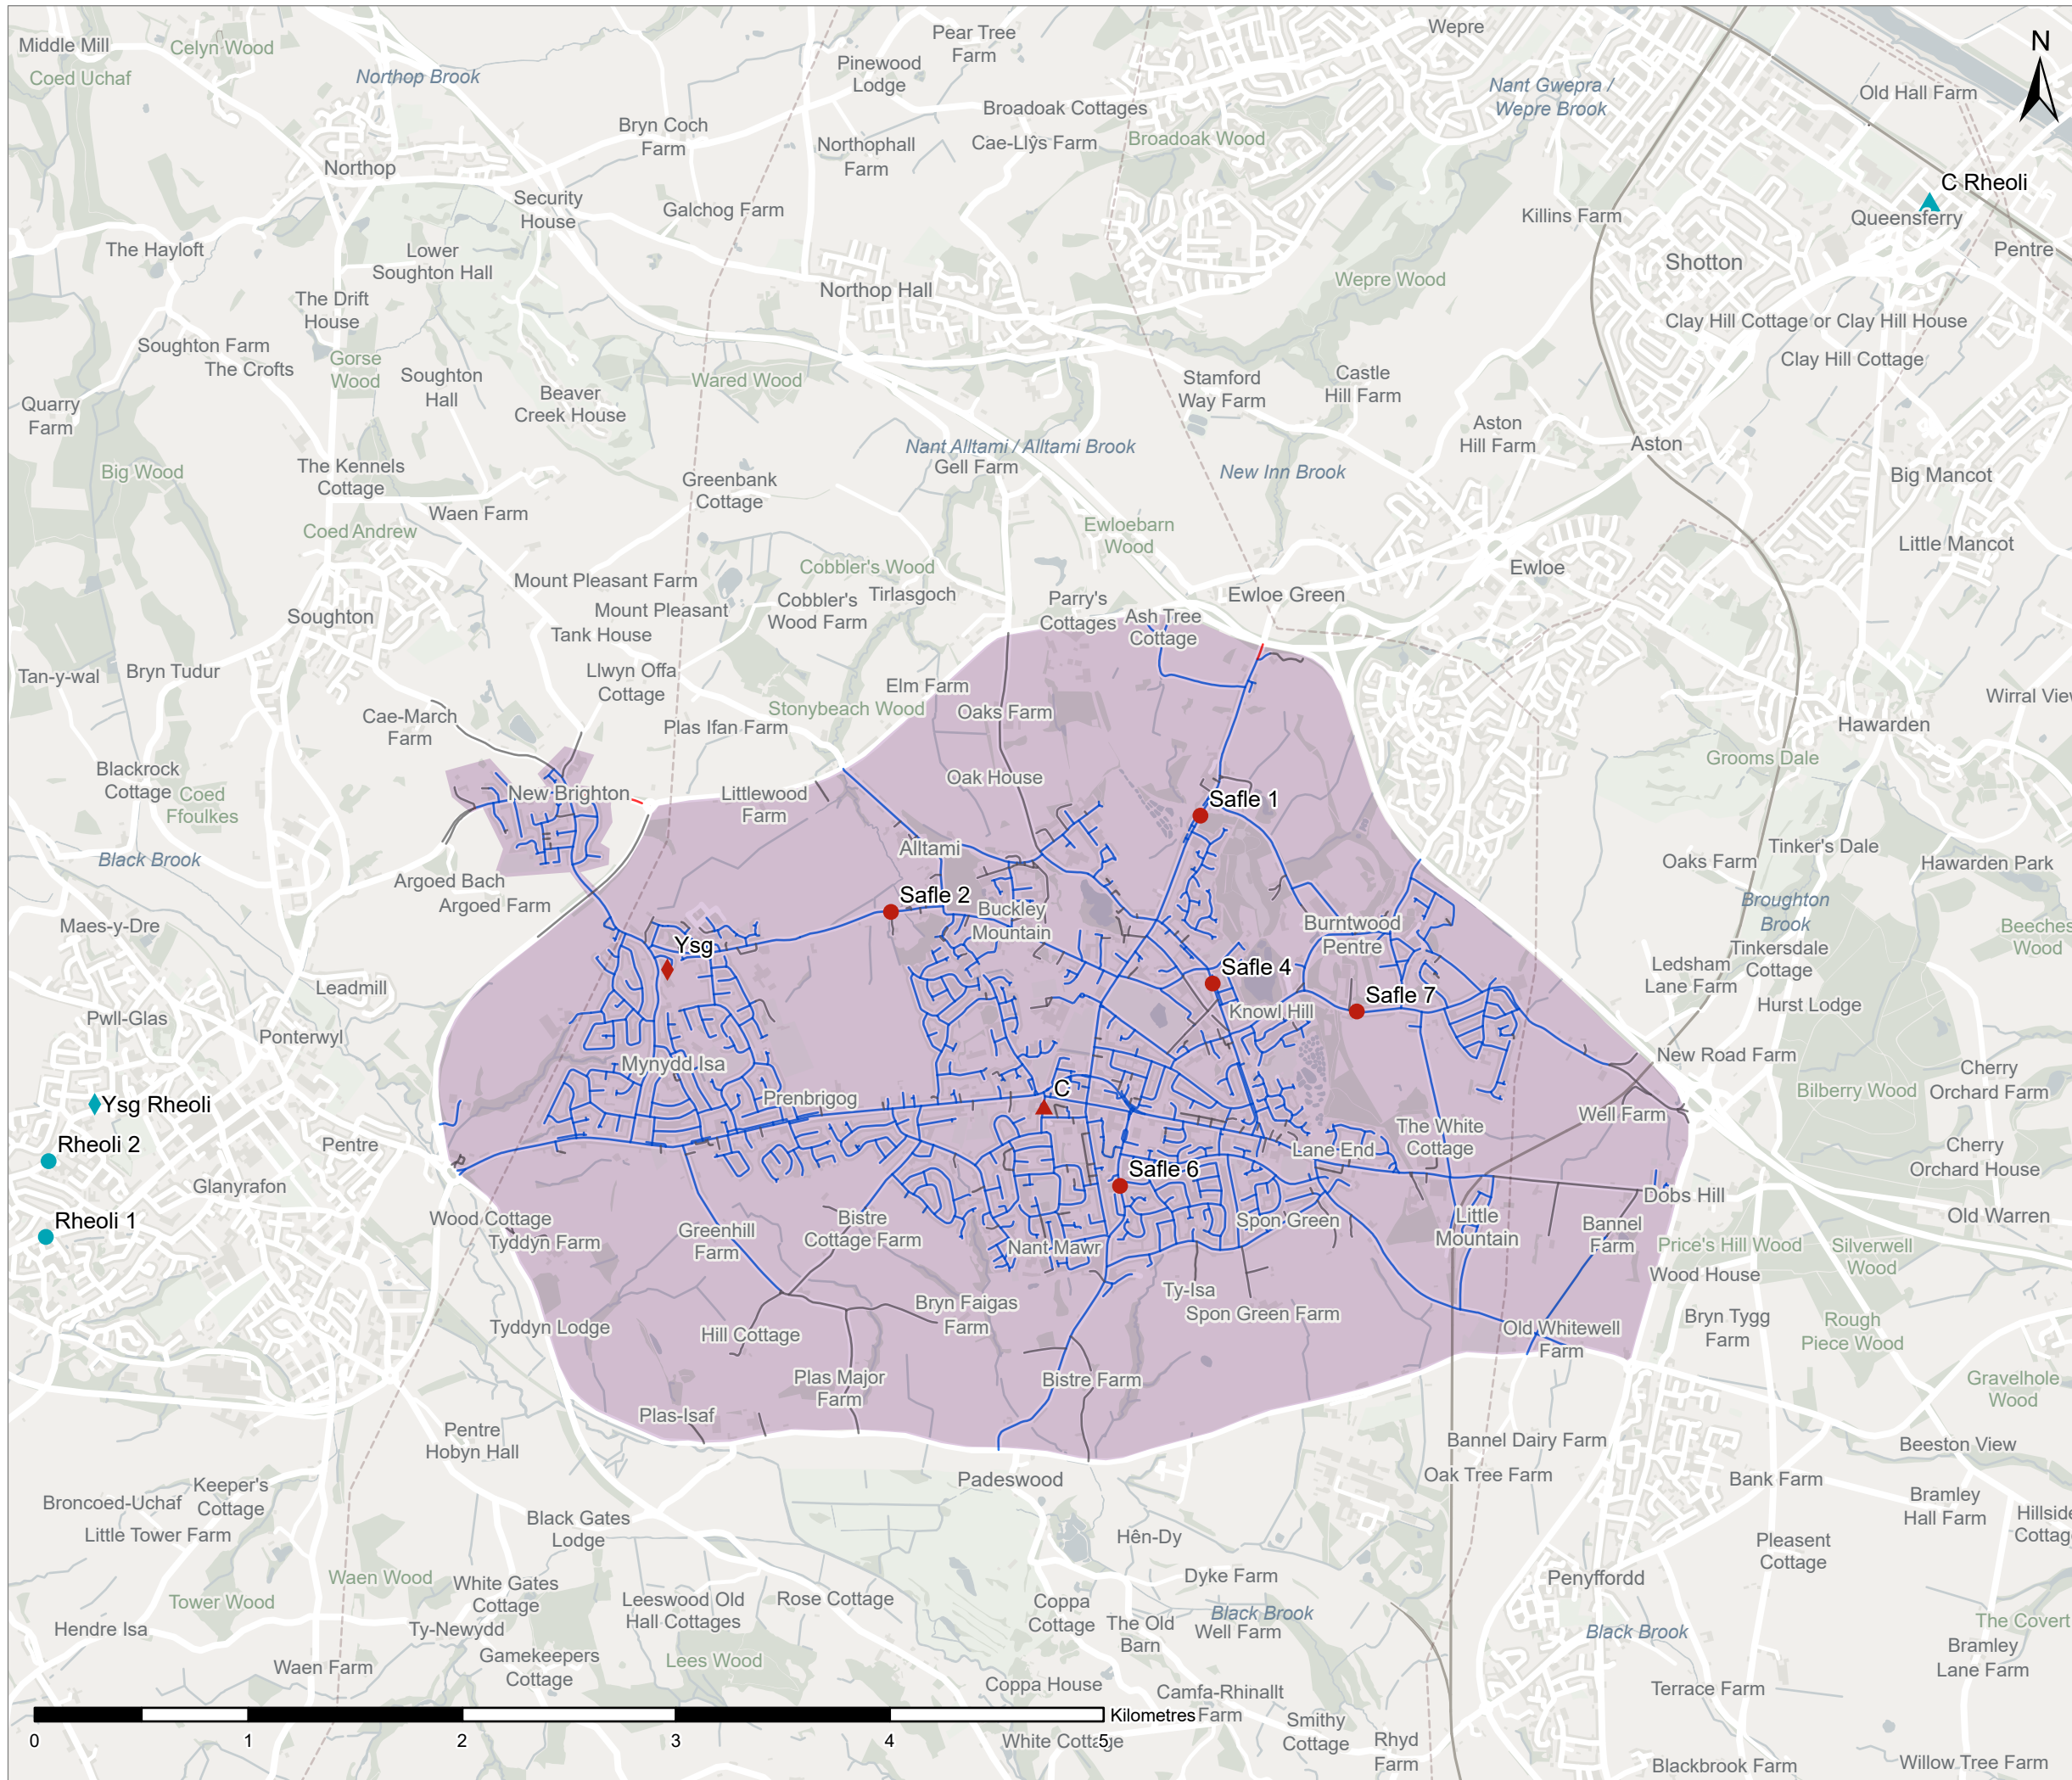 Middle Mill
Celyn Wood
Coed Uchaf
Northop Brook
Pear Tree
Farm
Pinewood
Lodge
Wepre
Nant Gwepra /
Wepre Brook
Old Hall Farm
N
Bryn Coch
Farm
Broadoak Cottages
Northophall
Farm
Cae-Llŷs Farm
Broadoak Wood
Northop
Security
House
Galchog Farm
Killins Farm
C Rheoli
Queensferry
Pentre
The Hayloft
Lower
Soughton Hall
Shotton
Wepre Wood
The Drift
House
Northop Hall
Clay Hill Cottage or Clay Hill House
Clay Hill Cottage
Soughton Farm
The Crofts
Gorse
Wood
Soughton
Hall
Beaver
Creek House
Wared Wood
Stamford
Way Farm
Castle
Hill Farm
Quarry
Farm
Aston
Hill Farm
Aston
Nant Alltami / Alltami Brook
Gell Farm
New Inn Brook
Big Mancot
Big Wood
The Kennels
Cottage
Greenbank
Cottage
Waen Farm
Coed Andrew
Ewloebarn
Wood
Little Mancot
Ewloe
Cobbler's Wood
Mount Pleasant Farm
Mount Pleasant
Tank House
Cobbler's
Wood Farm
Tirlasgoch
Parry's
Cottages
Ash Tree
Cottage
Ewloe Green
Soughton
Tan-y-wal
Bryn Tudur
Llwyn Offa
Cottage
Elm Farm
Stonybeach Wood
Oaks Farm
Wirral View
Hawarden
Cae-March
Farm
Plas Ifan Farm
Grooms Dale
Blackrock
Cottage
Coed
Ffoulkes
New Brighton
Littlewood
Farm
Oak House
Safle 1
Black Brook
Alltami
Oaks Farm
Tinker's Dale
Hawarden Park
Argoed Bach
Argoed Farm
Safle 2
Buckley
Mountain
Burntwood
Pentre
Broughton
Brook
Maes-y-Dre
Ysg
Beeches
Wood
Tinkersdale
Cottage
Ledsham
Lane Farm
Leadmill
Safle 4
Safle 7
Hurst Lodge
Knowl Hill
Pwll-Glas
Ponterwyl
Mynydd Isa
New Road Farm
Cherry
Orchard Farm
Bilberry Wood
Ysg Rheoli
Prenbrigog
C
Well Farm
Rheoli 2
Pentre
The White
Cottage
Lane End
Cherry
Orchard House
Glanyrafon
Safle 6
Dobs Hill
Rheoli 1
Wood Cottage
Tyddyn Farm
Greenhill
Farm
Bistre
Cottage Farm
Nant Mawr
Spon Green
Little
Mountain
Bannel
Farm
Old Warren
Price's Hill Wood
Silverwell
Wood
Wood House
Ty-Isa
Spon Green Farm
Bryn Faigas
Farm
Tyddyn Lodge
Hill Cottage
Old Whitewell
Farm
Bryn Tygg
Farm
Rough
Piece Wood
Plas Major
Farm
Bistre Farm
Gravelhole
Wood
Plas-Isaf
Pentre
Hobyn Hall
Bannel Dairy Farm
Beeston View
Padeswood
Oak Tree Farm
Bank Farm
Keeper's
Cottage
Broncoed-Uchaf
Little Tower Farm
Bramley
Hall Farm
Black Gates
Lodge
Hên-Dy
Pleasant
Cottage
Waen Wood
White Gates
Cottage
Dyke Farm
Penyffordd
Tower Wood
Leeswood Old
Hall Cottages
Rose Cottage
Coppa
Cottage
The Old
Barn
Black Brook
Well Farm
Black Brook
The Covert
Hendre Isa
Ty-Newydd
Gamekeepers
Cottage
Waen Farm
Lees Wood
Bramley
Lane Farm
Coppa House
Camfa-Rhinallt
Farm
Terrace Farm
Kilometres
Smithy
Cottage
Rhyd
Farm
0 1 2 3 4 5
White Cottage
Blackbrook Farm
Willow Tree Farm